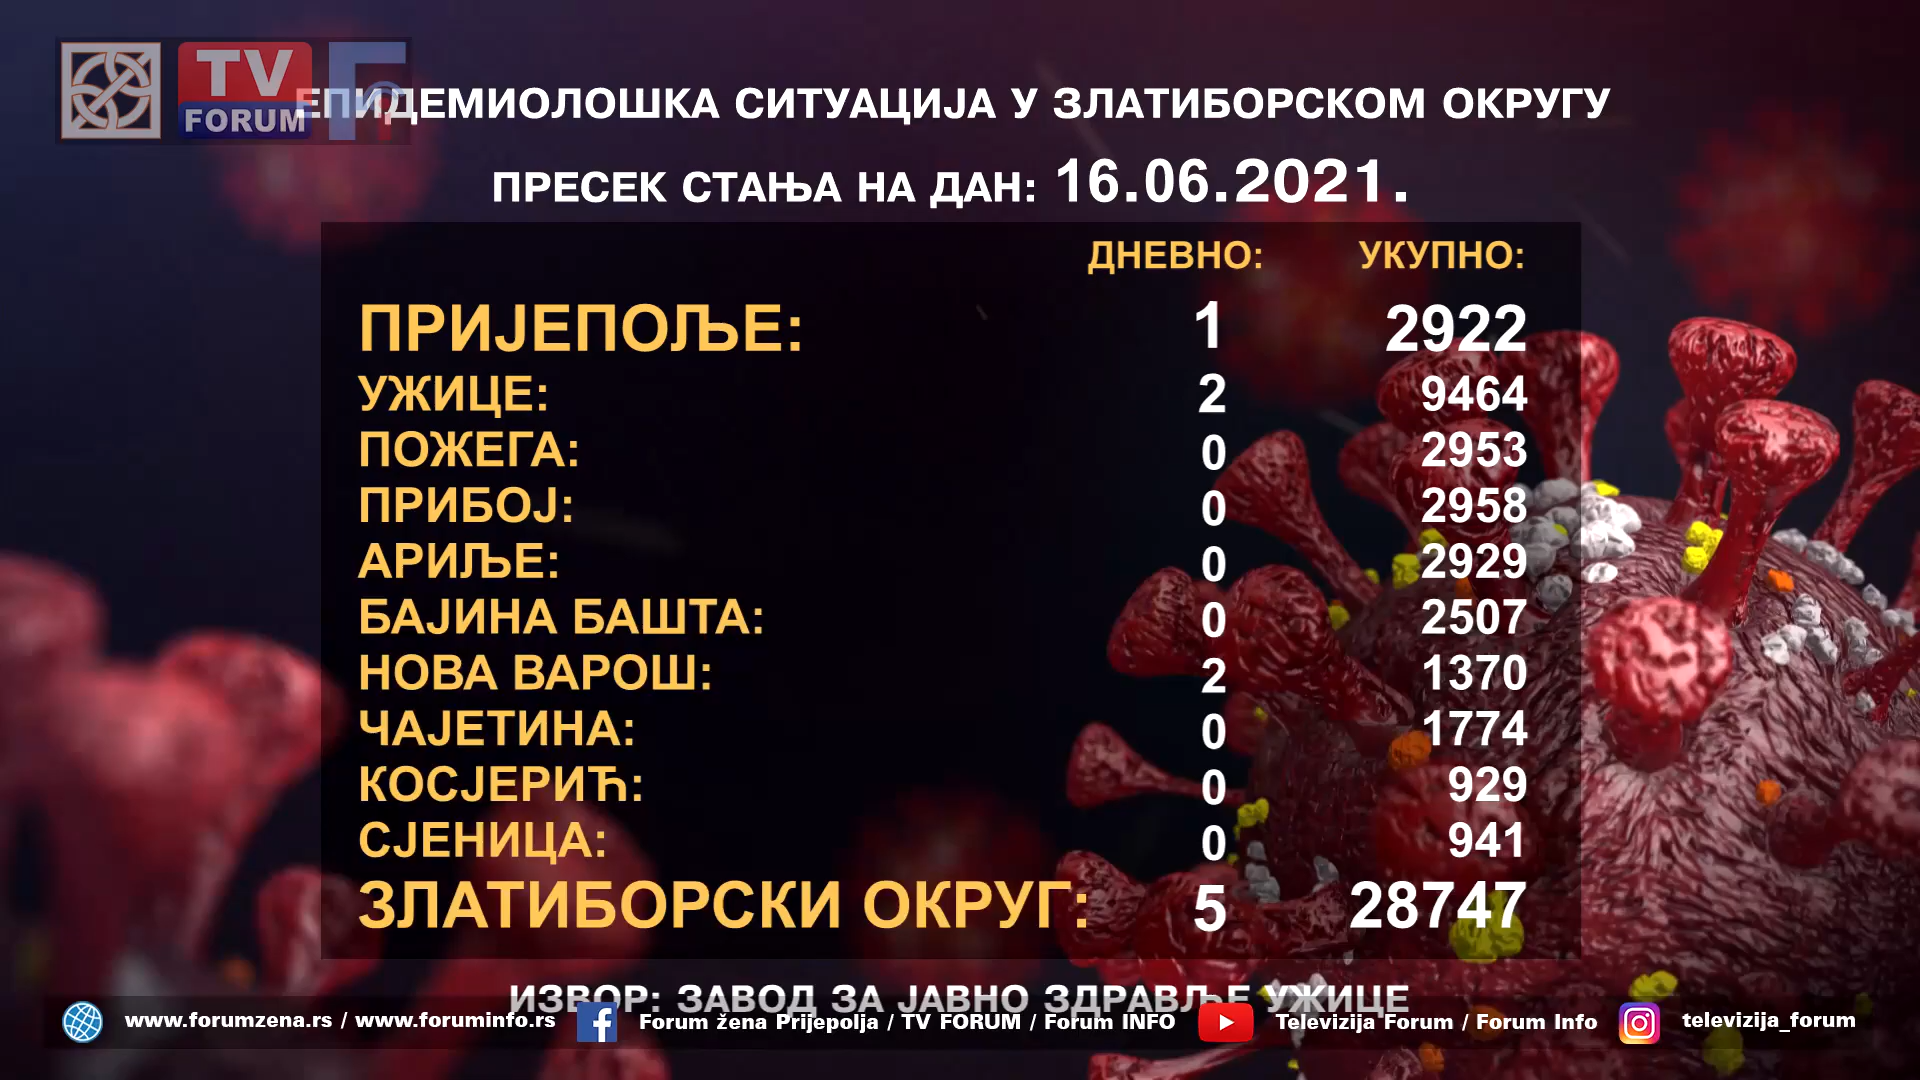 TV
FORUM
ЕПИДЕМИОЛОШКА СИТУАЦИЈА У ЗЛАТИБОРСКОМ ОКРУГУ
ПРЕСЕК СТАЊА НА ДАН: 16.06.2021.
ДНЕВНО: УКУПНО:
ПРИЈЕПОЉЕ: 1 2922
УЖИЦЕ: 2 9464
ПОЖЕГА: 0 2953
ПРИБОЈ: 0 2958
АРИЉЕ: 0 2929
БАЈИНА БАШТА: 0 2507
НОВА ВАРОШ: 2 1370
ЧАЈЕТИНА: 0 1774
КОСЈЕРИЋ: 0 929
СЈЕНИЦА: 0 941
ЗЛАТИБОРСКИ ОКРУГ: 5 28747
ИЗВОР: ЗАВОД ЗА ЈАВНО ЗДРАВЉЕ УЖИЦЕ
www.forumzena.rs / www.foruminfo.rs Forum žena Prijepolja / TV FORUM / Forum INFO Televizija Forum / Forum Info televizija_forum